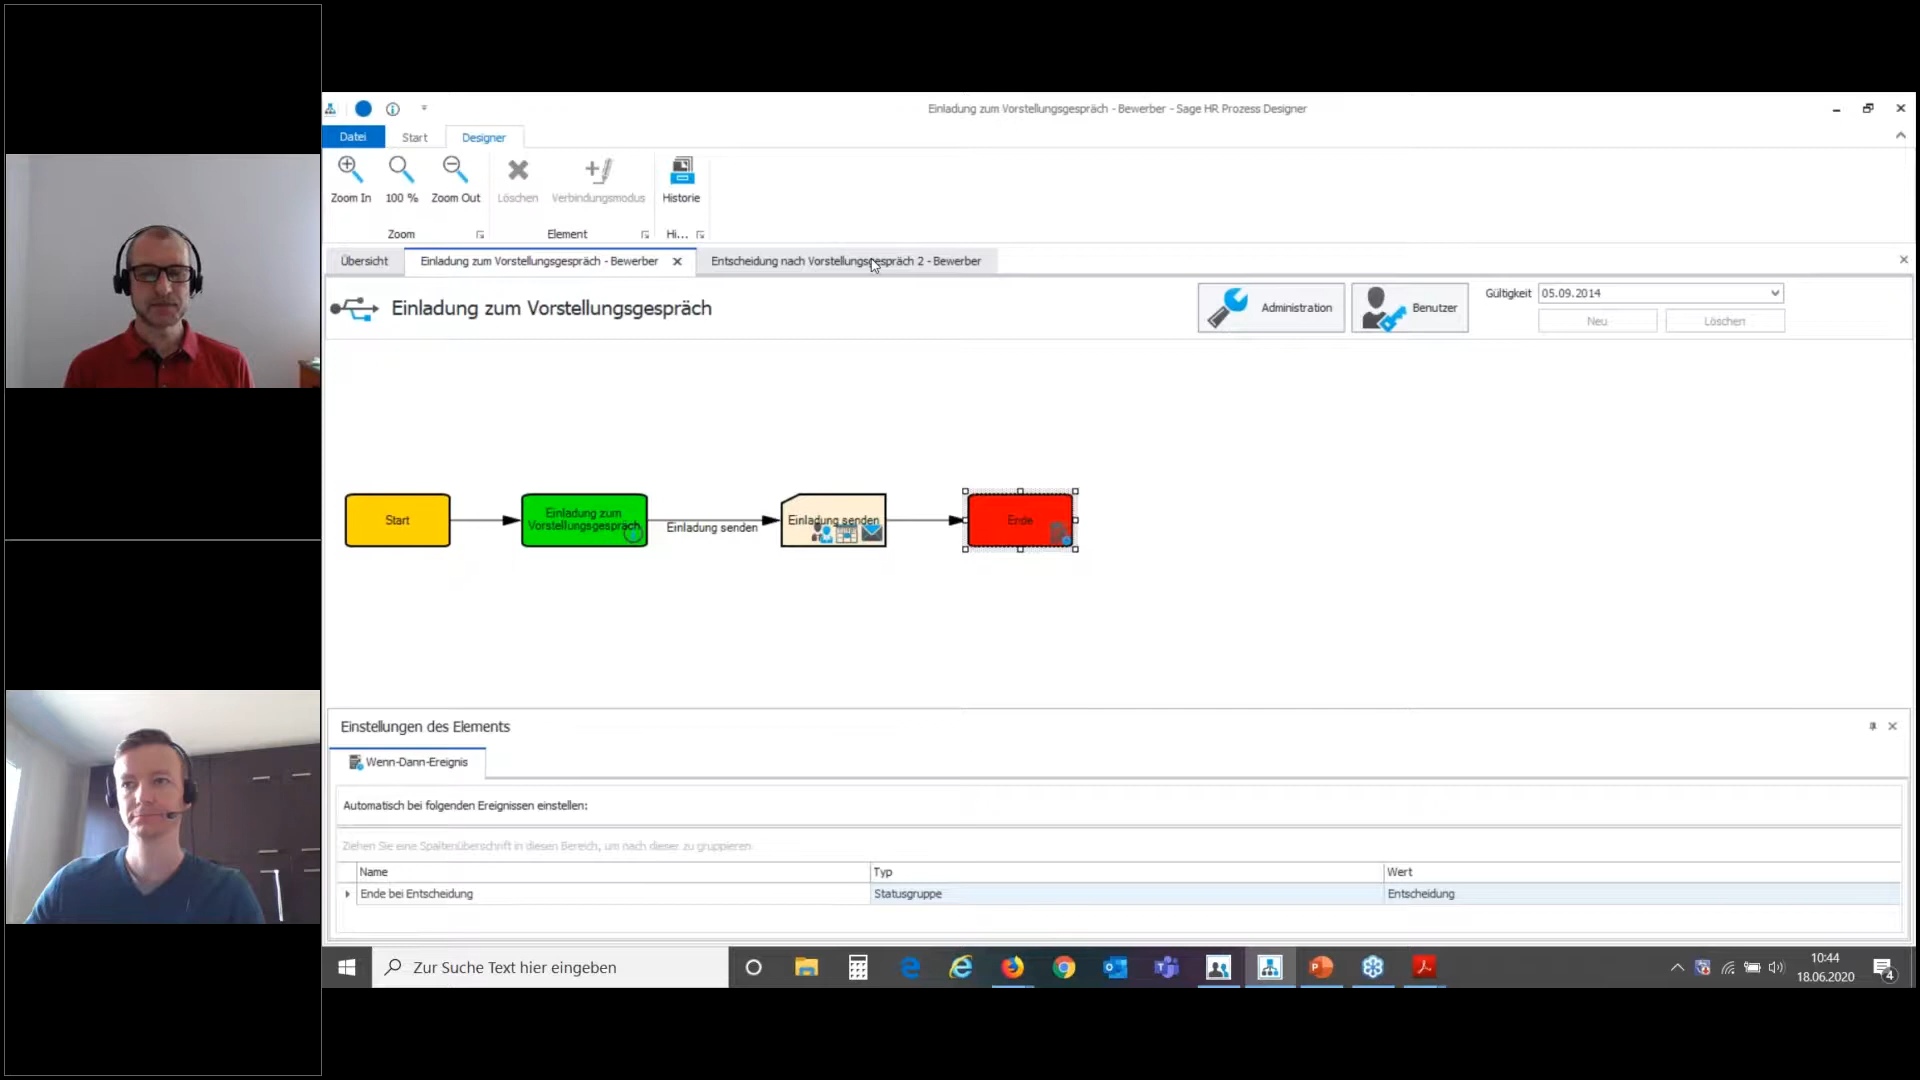 Einladung zum Vorstellungsgespräch - Bewerber - Sage HR Prozess Designer
Datei Start Designer
Zoom In 100 % Zoom Out Löschen Verbindungsmodus Historie
Zoom Element Hi...
Übersicht Einladung zum Vorstellungsgespräch - Bewerber Entscheidung nach Vorstellungsgespräch 2 - Bewerber
Einladung zum Vorstellungsgespräch
Administration Benutzer
Gültigkeit 05.09.2014
Neu Löschen
Start
Einladung zum
Vorstellungsgespräch
Einladung senden
Einladung senden
Ende
Einstellungen des Elements
Wenn-Dann-Ereignis
Automatisch bei folgenden Ereignissen einstellen:
Ziehen Sie eine Spaltenüberschrift in diesen Bereich, um nach dieser zu gruppieren
Name Typ Wert
Ende bei Entscheidung Statusgruppe Entscheidung
Zur Suche Text hier eingeben
10:44
18.06.2020
4